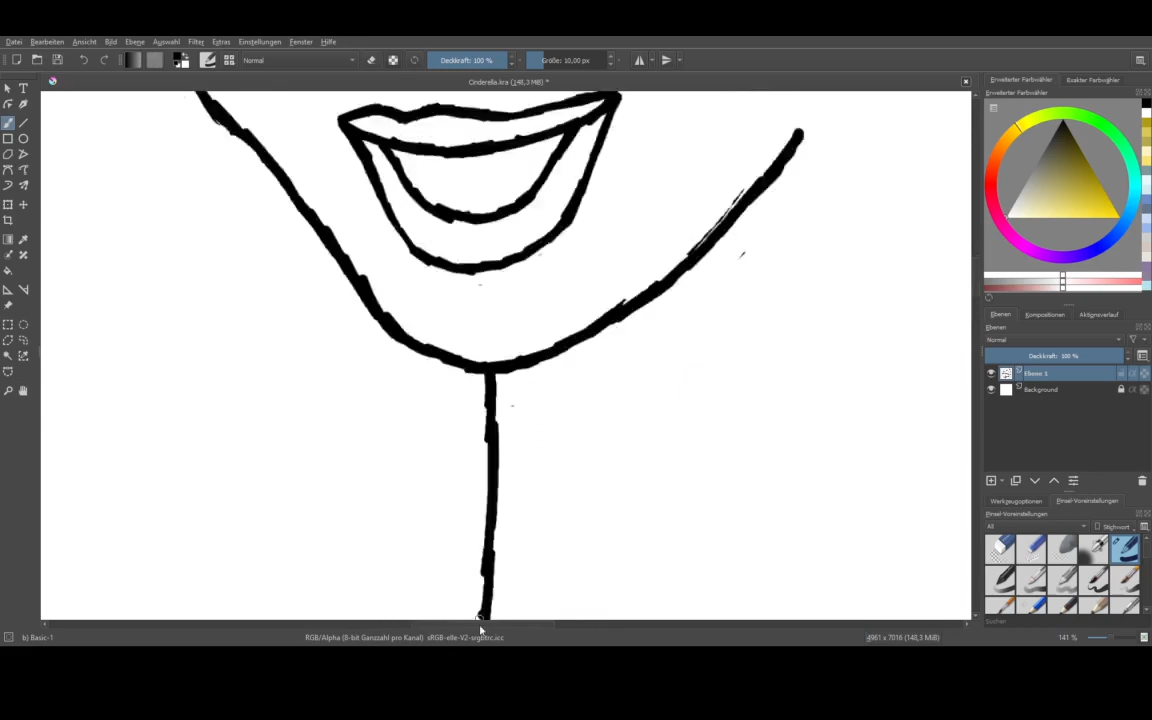 Datei Bearbeiten Ansicht Bild Ebene Auswahl Filter Extras Einstellungen Fenster Hilfe
Normal Deckkraft: 100 % Größe: 10,00 px
Cinderella.kra (148,3 MiB) *
Erweiterter Farbwähler Exakter Farbwähler
Erweiterter Farbwähler
Ebenen Kompositionen Aktionsverlauf
Ebenen
Normal
Deckkraft: 100 %
Ebene 1
Background
Werkzeugoptionen Pinsel-Voreinstellungen
Pinsel-Voreinstellungen
All Stichwort
Suchen
b) Basic-1 RGB/Alpha (8-bit Ganzzahl pro Kanal) sRGB-elle-V2-srgbtrc.icc 4961 x 7016 (148,3 MiB) 141 %